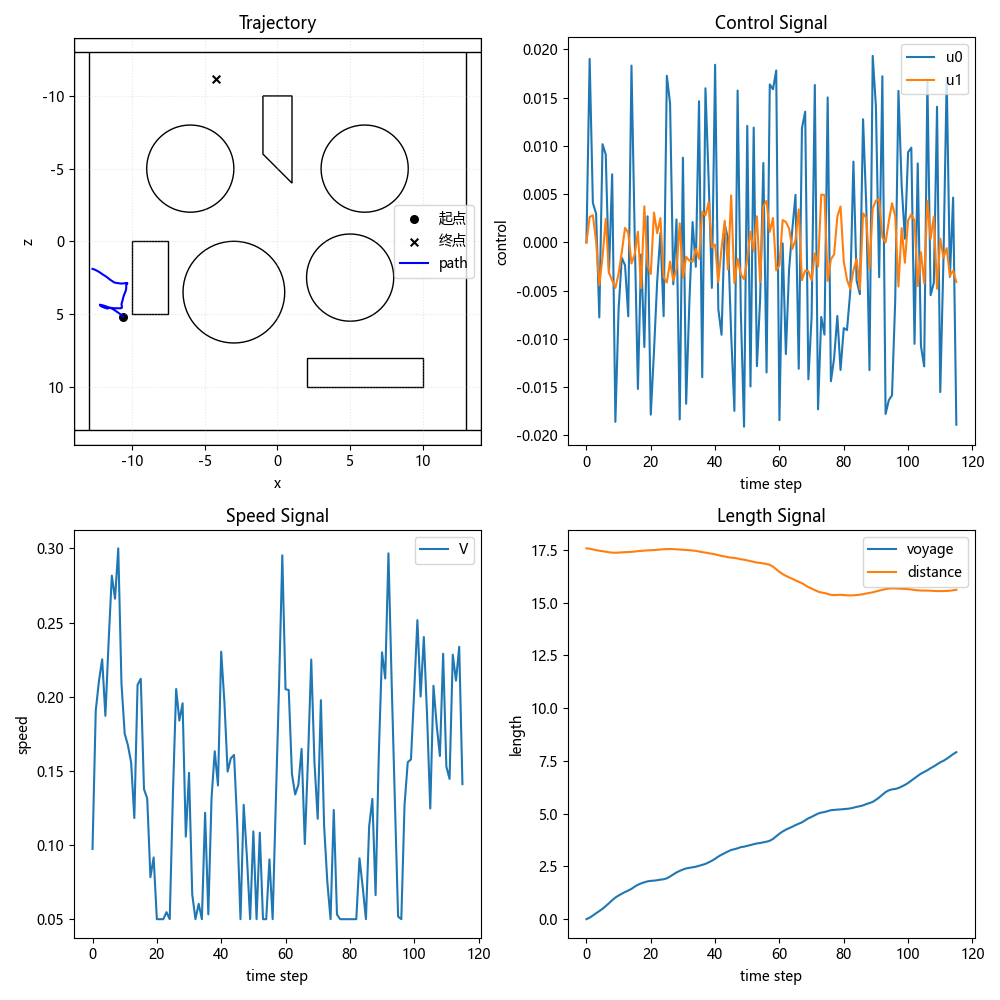 Trajectory
-10
-5
0
5
10
z
-10 -5 0 5 10
x
起点
终点
path
Control Signal
0.020
0.015
0.010
0.005
0.000
-0.005
-0.010
-0.015
-0.020
control
0 20 40 60 80 100 120
time step
u0
u1
Speed Signal
0.30
0.25
0.20
0.15
0.10
0.05
speed
0 20 40 60 80 100 120
time step
V
Length Signal
17.5
15.0
12.5
10.0
7.5
5.0
2.5
0.0
length
0 20 40 60 80 100 120
time step
voyage
distance